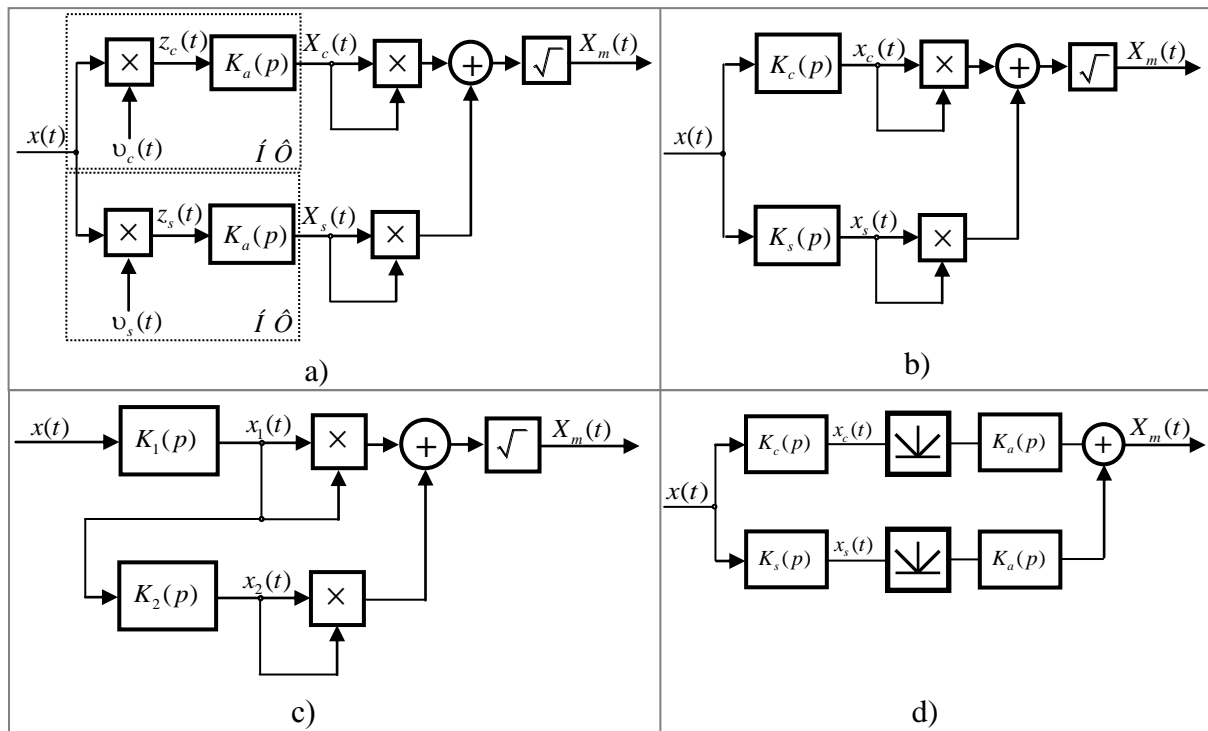 z_c(t) X_c(t) X_m(t)
× K_a(p) × + √
x(t) υ_c(t) Í Ô
z_s(t) X_s(t)
× K_a(p) ×
υ_s(t) Í Ô
a)
K_c(p) x_c(t) × + √ X_m(t)
x(t)
K_s(p) x_s(t) ×
b)
x(t) K_1(p) x_1(t) × + √ X_m(t)
K_2(p) x_2(t) ×
c)
K_c(p) x_c(t) K_a(p) + X_m(t)
x(t)
K_s(p) x_s(t) K_a(p)
d)